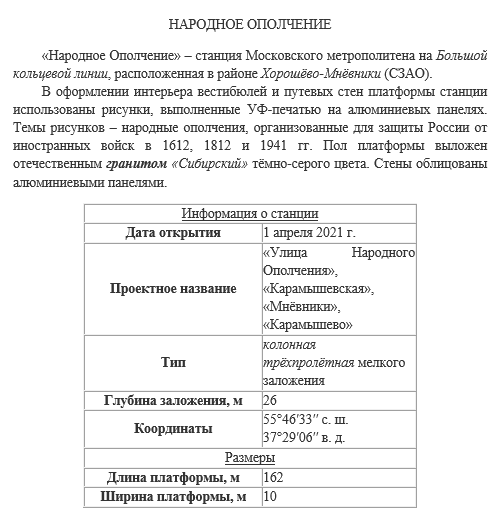 НАРОДНОЕ ОПОЛЧЕНИЕ
«Народное Ополчение» – станция Московского метрополитена на Большой
кольцевой линии, расположенная в районе Хорошёво-Мнёвники (СЗАО).
В оформлении интерьера вестибюлей и путевых стен платформы станции
использованы рисунки, выполненные УФ-печатью на алюминиевых панелях.
Темы рисунков – народные ополчения, организованные для защиты России от
иностранных войск в 1612, 1812 и 1941 гг. Пол платформы выложен
отечественным гранитом «Сибирский» тёмно-серого цвета. Стены облицованы
алюминиевыми панелями.
Информация о станции
Дата открытия 1 апреля 2021 г.
Проектное название «Улица Народного
Ополчения»,
«Карамышевская»,
«Мнёвники»,
«Карамышево»
Тип колонная
трёхпролётная мелкого
заложения
Глубина заложения, м 26
Координаты 55°46′33″ с. ш.
37°29′06″ в. д.
Размеры
Длина платформы, м 162
Ширина платформы, м 10